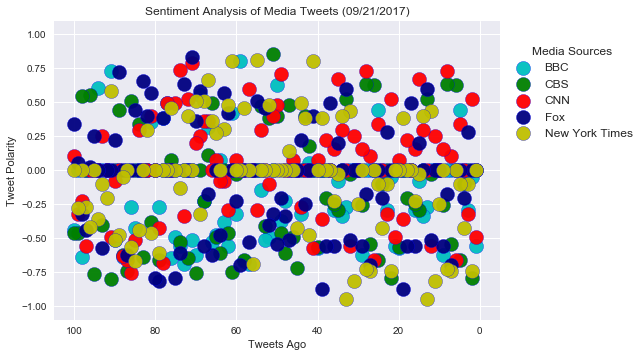 Sentiment Analysis of Media Tweets (09/21/2017)
1.00
0.75
0.50
0.25
0.00
−0.25
−0.50
−0.75
−1.00
Tweet Polarity
100
80
60
40
20
0
Tweets Ago
Media Sources
BBC
CBS
CNN
Fox
New York Times